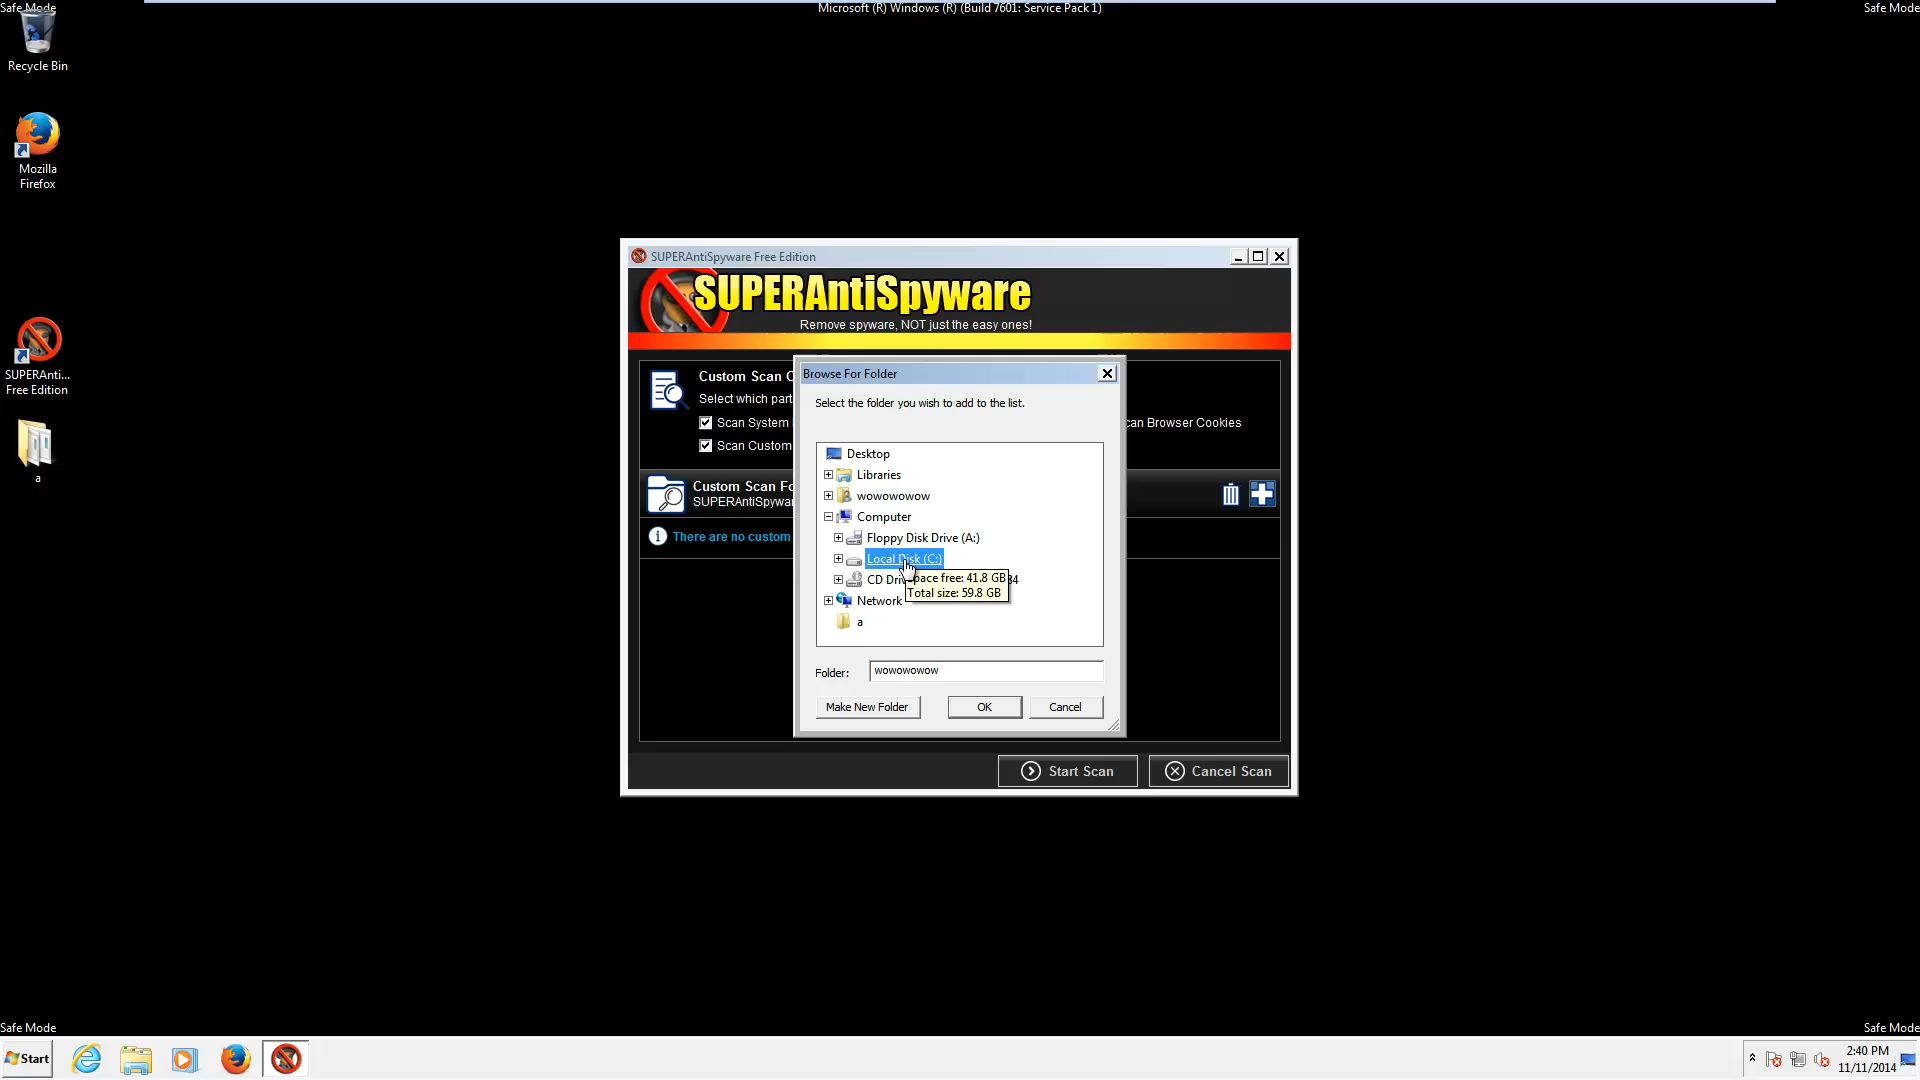 Safe Mode
Microsoft (R) Windows (R) (Build 7601: Service Pack 1)
Safe Mode
Recycle Bin
Mozilla
Firefox
SUPERAnti...
Free Edition
a
SUPERAntiSpyware Free Edition
SUPERAntiSpyware
Remove spyware, NOT just the easy ones!
Custom Scan
Select which part
Scan System
can Browser Cookies
Scan Custom
Custom Scan Fo
SUPERAntiSpywar
There are no custom
Browse For Folder
Select the folder you wish to add to the list.
Desktop
Libraries
wowowowow
Computer
Floppy Disk Drive (A:)
Local Disk (C:)
CD Driv
pace free: 41.8 GB
Total size: 59.8 GB
Network
a
Folder:
wowowowow
Make New Folder
OK
Cancel
Start Scan
Cancel Scan
Safe Mode
Safe Mode
Start
2:40 PM
11/11/2014